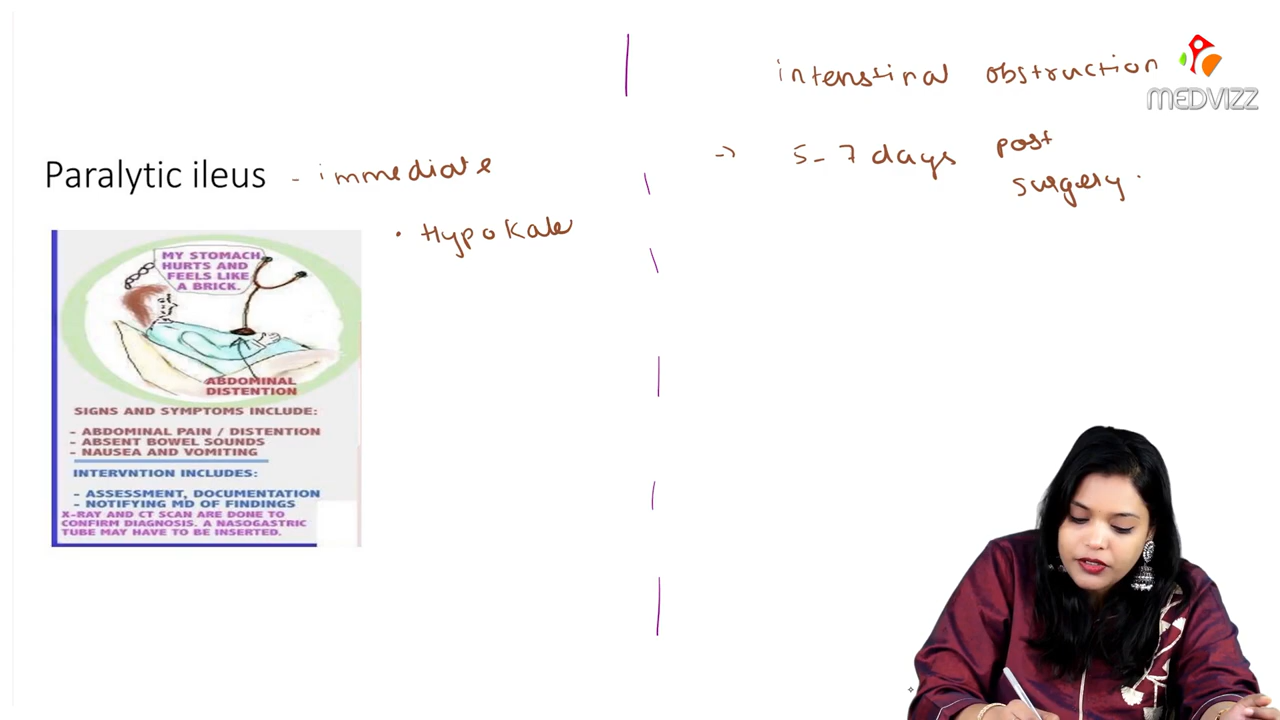 intenstinal obstruction
MEDVIZZ
Paralytic ileus - immediate
-> 5-7 days post
surgery.
• Hypokale
MY STOMACH
HURTS AND
FEELS LIKE
A BRICK.
ABDOMINAL
DISTENTION
SIGNS AND SYMPTOMS INCLUDE:
- ABDOMINAL PAIN / DISTENTION
- ABSENT BOWEL SOUNDS
- NAUSEA AND VOMITING
INTERVNTION INCLUDES:
- ASSESSMENT, DOCUMENTATION
- NOTIFYING MD OF FINDINGS
X-RAY AND CT SCAN ARE DONE TO
CONFIRM DIAGNOSIS. A NASOGASTRIC
TUBE MAY HAVE TO BE INSERTED.